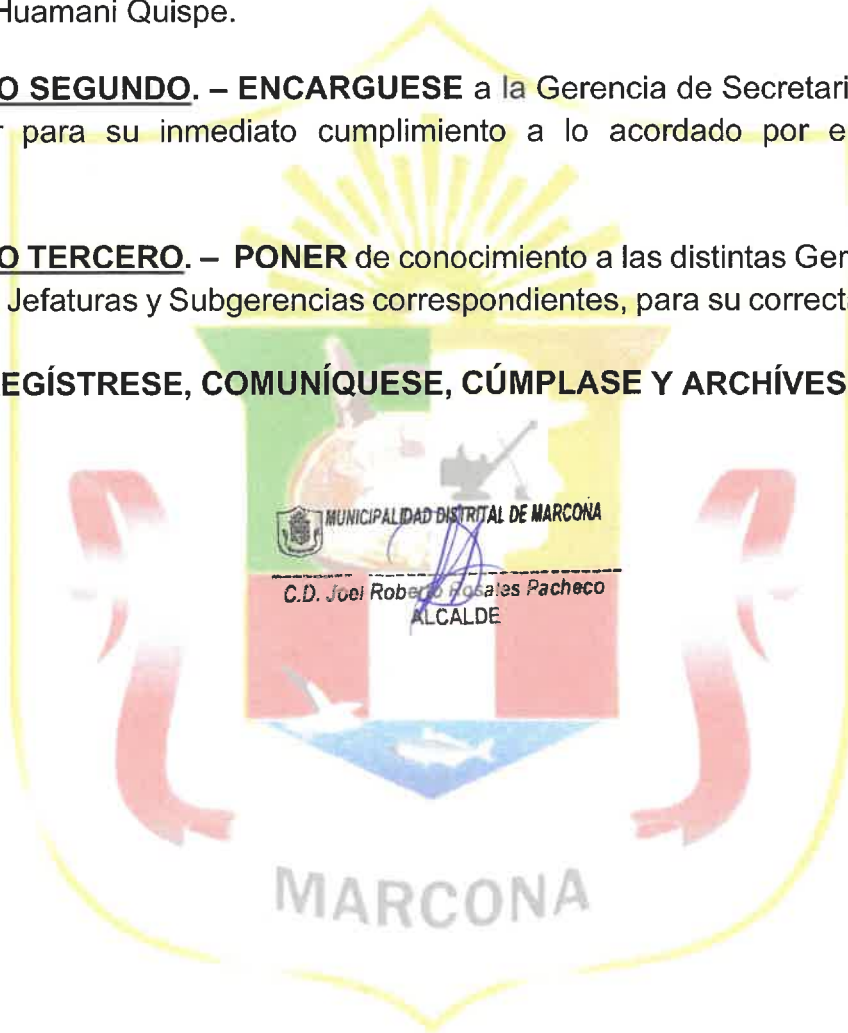 Huamani Quispe.
O SEGUNDO. – ENCARGUESE a la Gerencia de Secretari
r para su inmediato cumplimiento a lo acordado por e
O TERCERO. – PONER de conocimiento a las distintas Ger
Jefaturas y Subgerencias correspondientes, para su correct
EGÍSTRESE, COMUNÍQUESE, CÚMPLASE Y ARCHÍVES
MUNICIPALIDAD DISTRITAL DE MARCONA
C.D. Joel Roberto Rosales Pacheco
ALCALDE
MARCONA